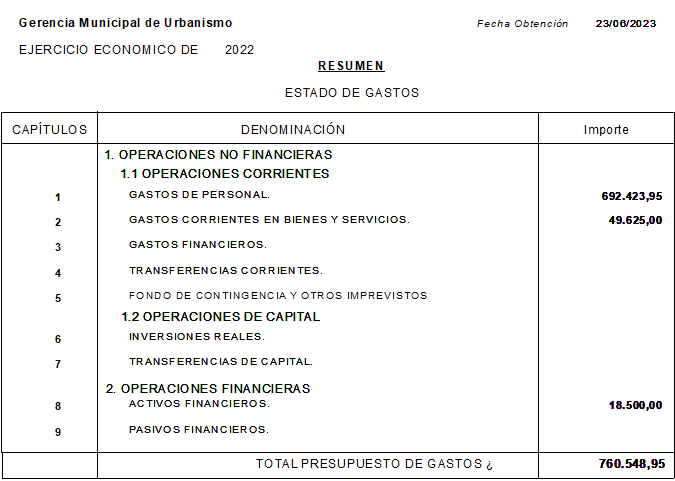 Gerencia Municipal de Urbanismo Fecha Obtención 23/06/2023
EJERCICIO ECONOMICO DE 2022
RESUMEN
ESTADO DE GASTOS
CAPÍTULOS DENOMINACIÓN Importe
1. OPERACIONES NO FINANCIERAS
1.1 OPERACIONES CORRIENTES
1 GASTOS DE PERSONAL. 692.423,95
2 GASTOS CORRIENTES EN BIENES Y SERVICIOS. 49.625,00
3 GASTOS FINANCIEROS.
4 TRANSFERENCIAS CORRIENTES.
5 FONDO DE CONTINGENCIA Y OTROS IMPREVISTOS
1.2 OPERACIONES DE CAPITAL
6 INVERSIONES REALES.
7 TRANSFERENCIAS DE CAPITAL.
2. OPERACIONES FINANCIERAS
8 ACTIVOS FINANCIEROS. 18.500,00
9 PASIVOS FINANCIEROS.
TOTAL PRESUPUESTO DE GASTOS ¿ 760.548,95